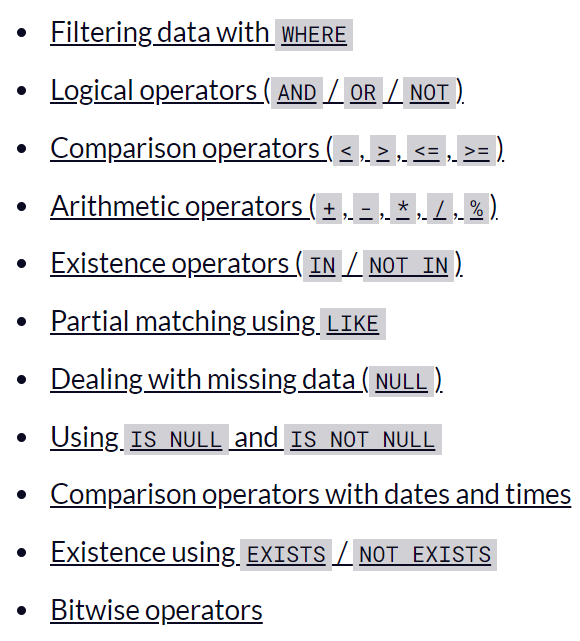 • Filtering data with WHERE
• Logical operators (AND / OR / NOT)
• Comparison operators (<, >, <=, >=)
• Arithmetic operators (+, -, *, /, %)
• Existence operators (IN / NOT IN)
• Partial matching using LIKE
• Dealing with missing data (NULL)
• Using IS NULL and IS NOT NULL
• Comparison operators with dates and times
• Existence using EXISTS / NOT EXISTS
• Bitwise operators